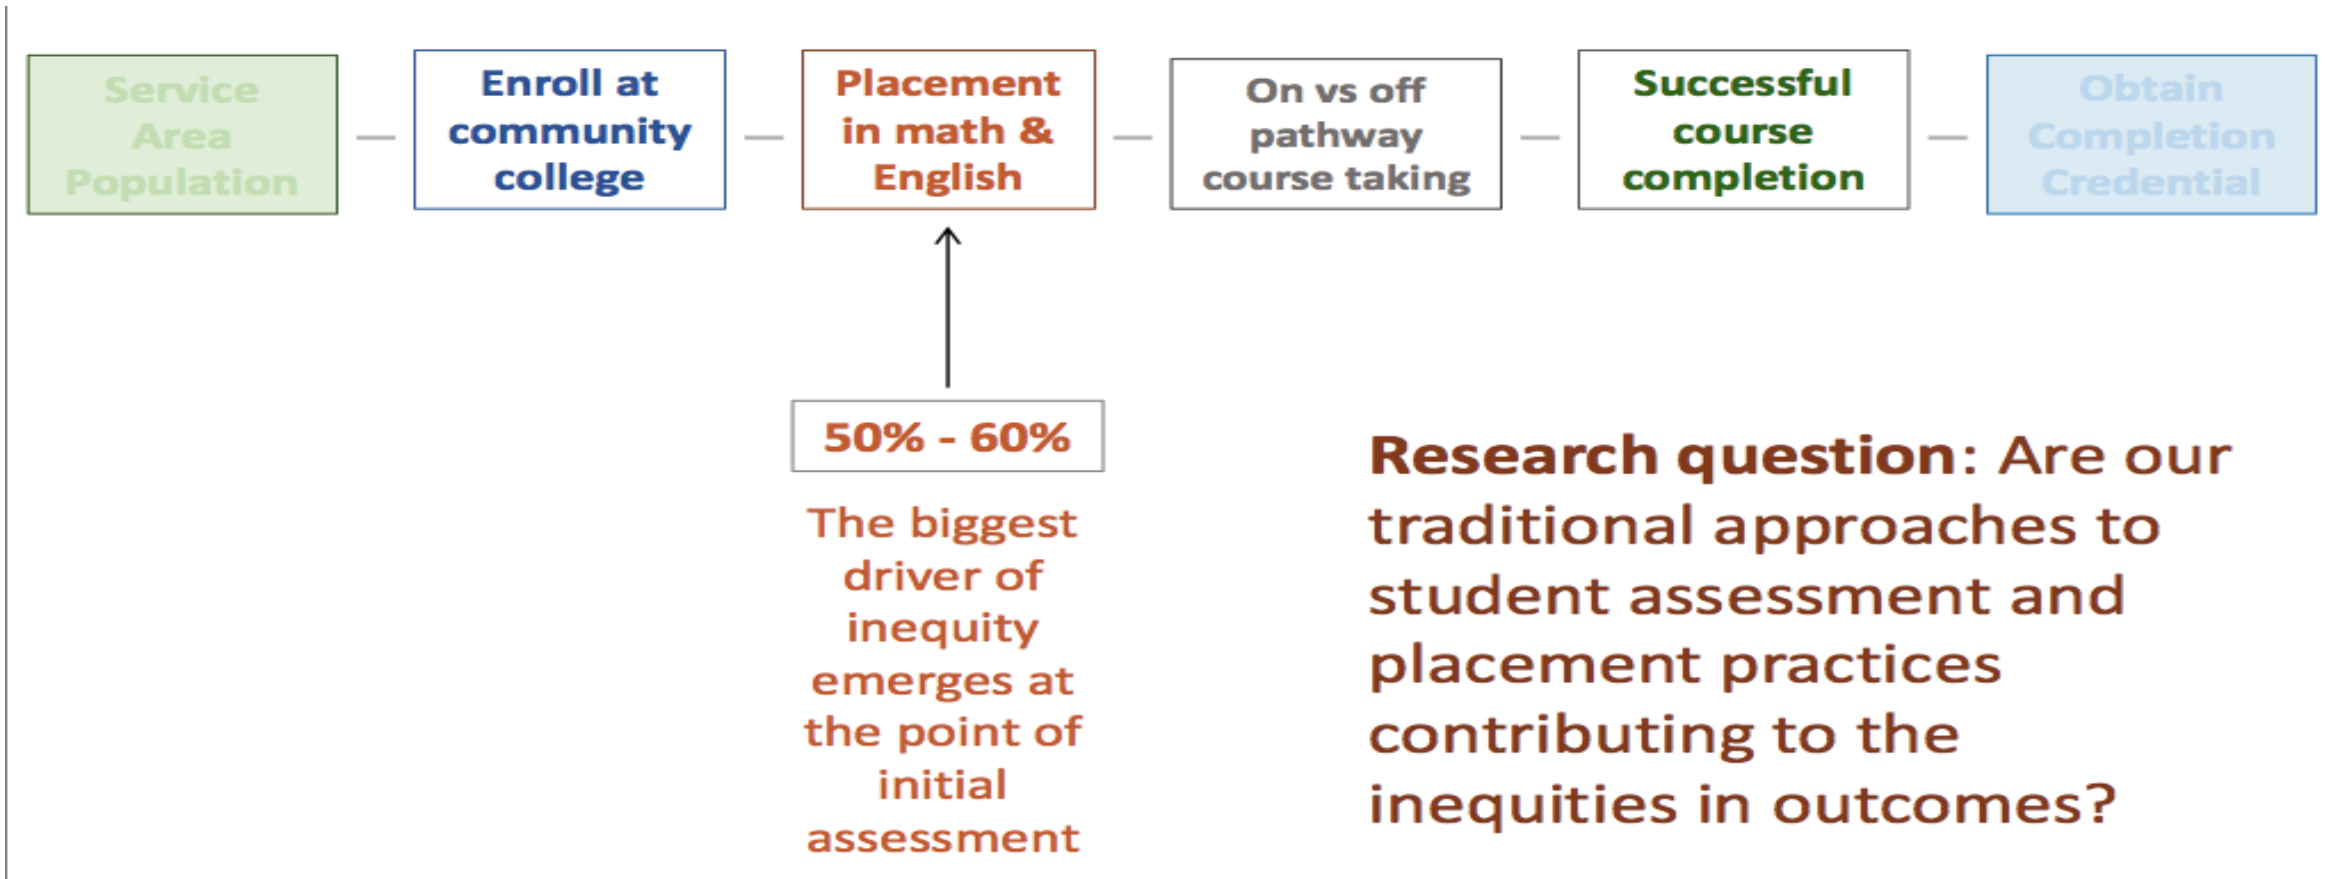 Service
Area
Population
Enroll at
community
college
Placement
in math &
English
On vs off
pathway
course taking
Successful
course
completion
Obtain
Completion
Credential
50% - 60%
The biggest
driver of
inequity
emerges at
the point of
initial
assessment
Research question: Are our
traditional approaches to
student assessment and
placement practices
contributing to the
inequities in outcomes?